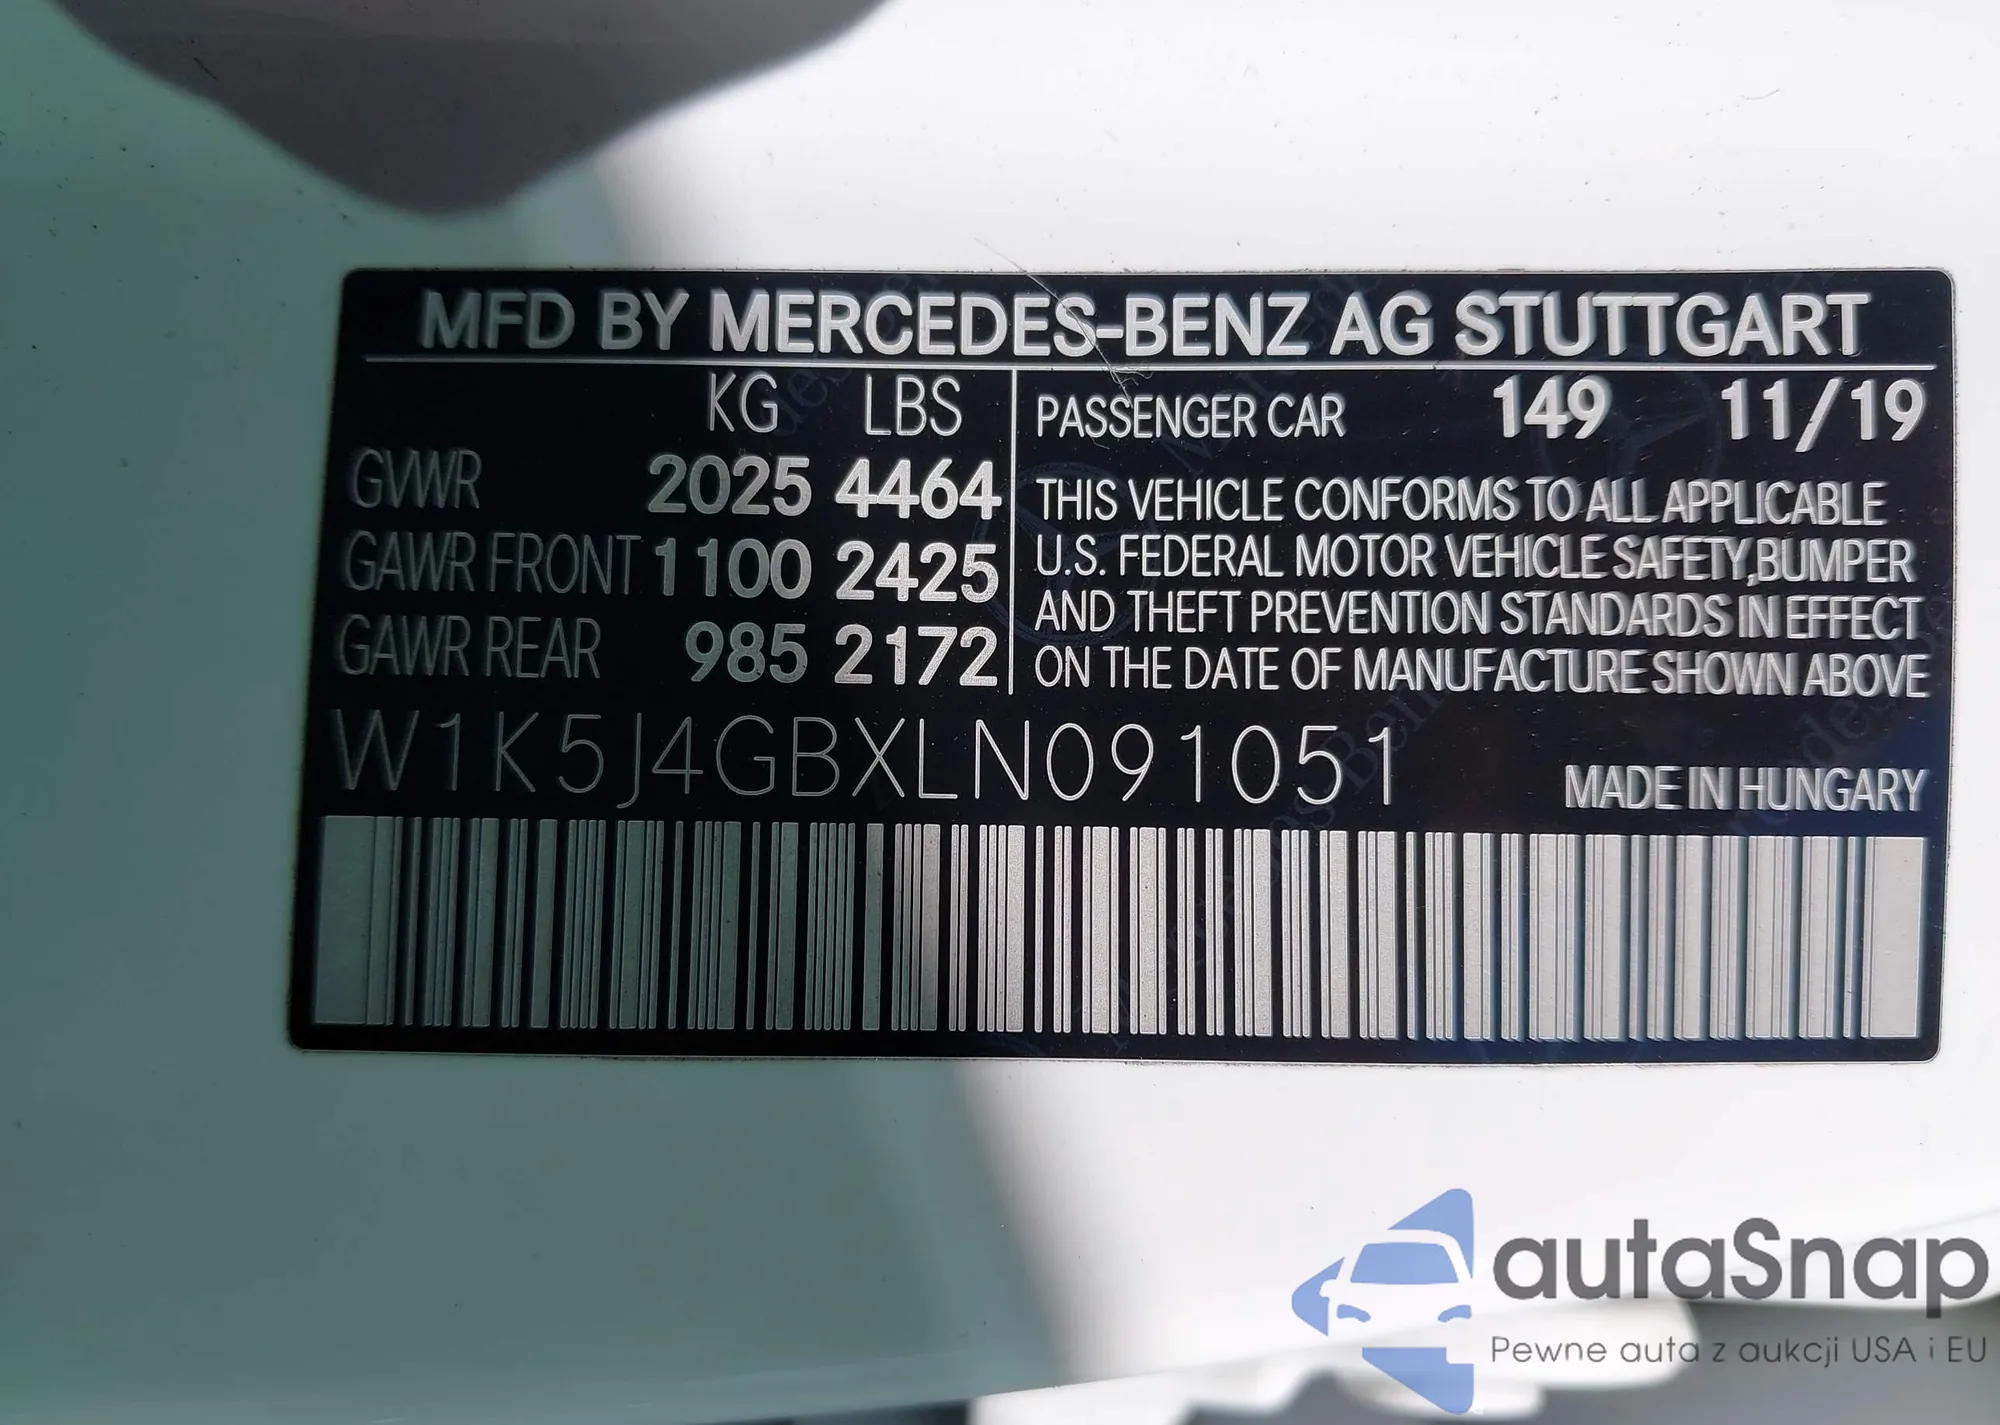 MFD BY MERCEDES-BENZ AG STUTTGART
KG LBS
GVWR 2025 4464
GAWR FRONT 1100 2425
GAWR REAR 985 2172
PASSENGER CAR 149 11/19
THIS VEHICLE CONFORMS TO ALL APPLICABLE
U.S. FEDERAL MOTOR VEHICLE SAFETY,BUMPER
AND THEFT PREVENTION STANDARDS IN EFFECT
ON THE DATE OF MANUFACTURE SHOWN ABOVE
W1K5J4GBXLN091051
MADE IN HUNGARY
autaSnap
Pewne auta z aukcji USA i EU